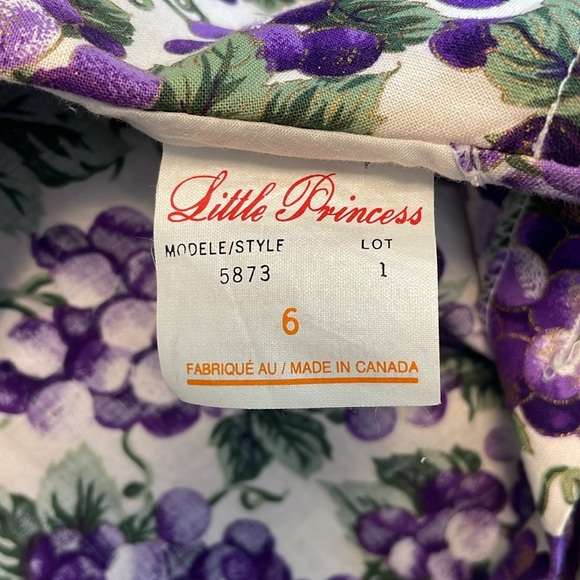 Little Princess
MODELE/STYLE LOT
5873 1
6
FABRIQUÉ AU / MADE IN CANADA